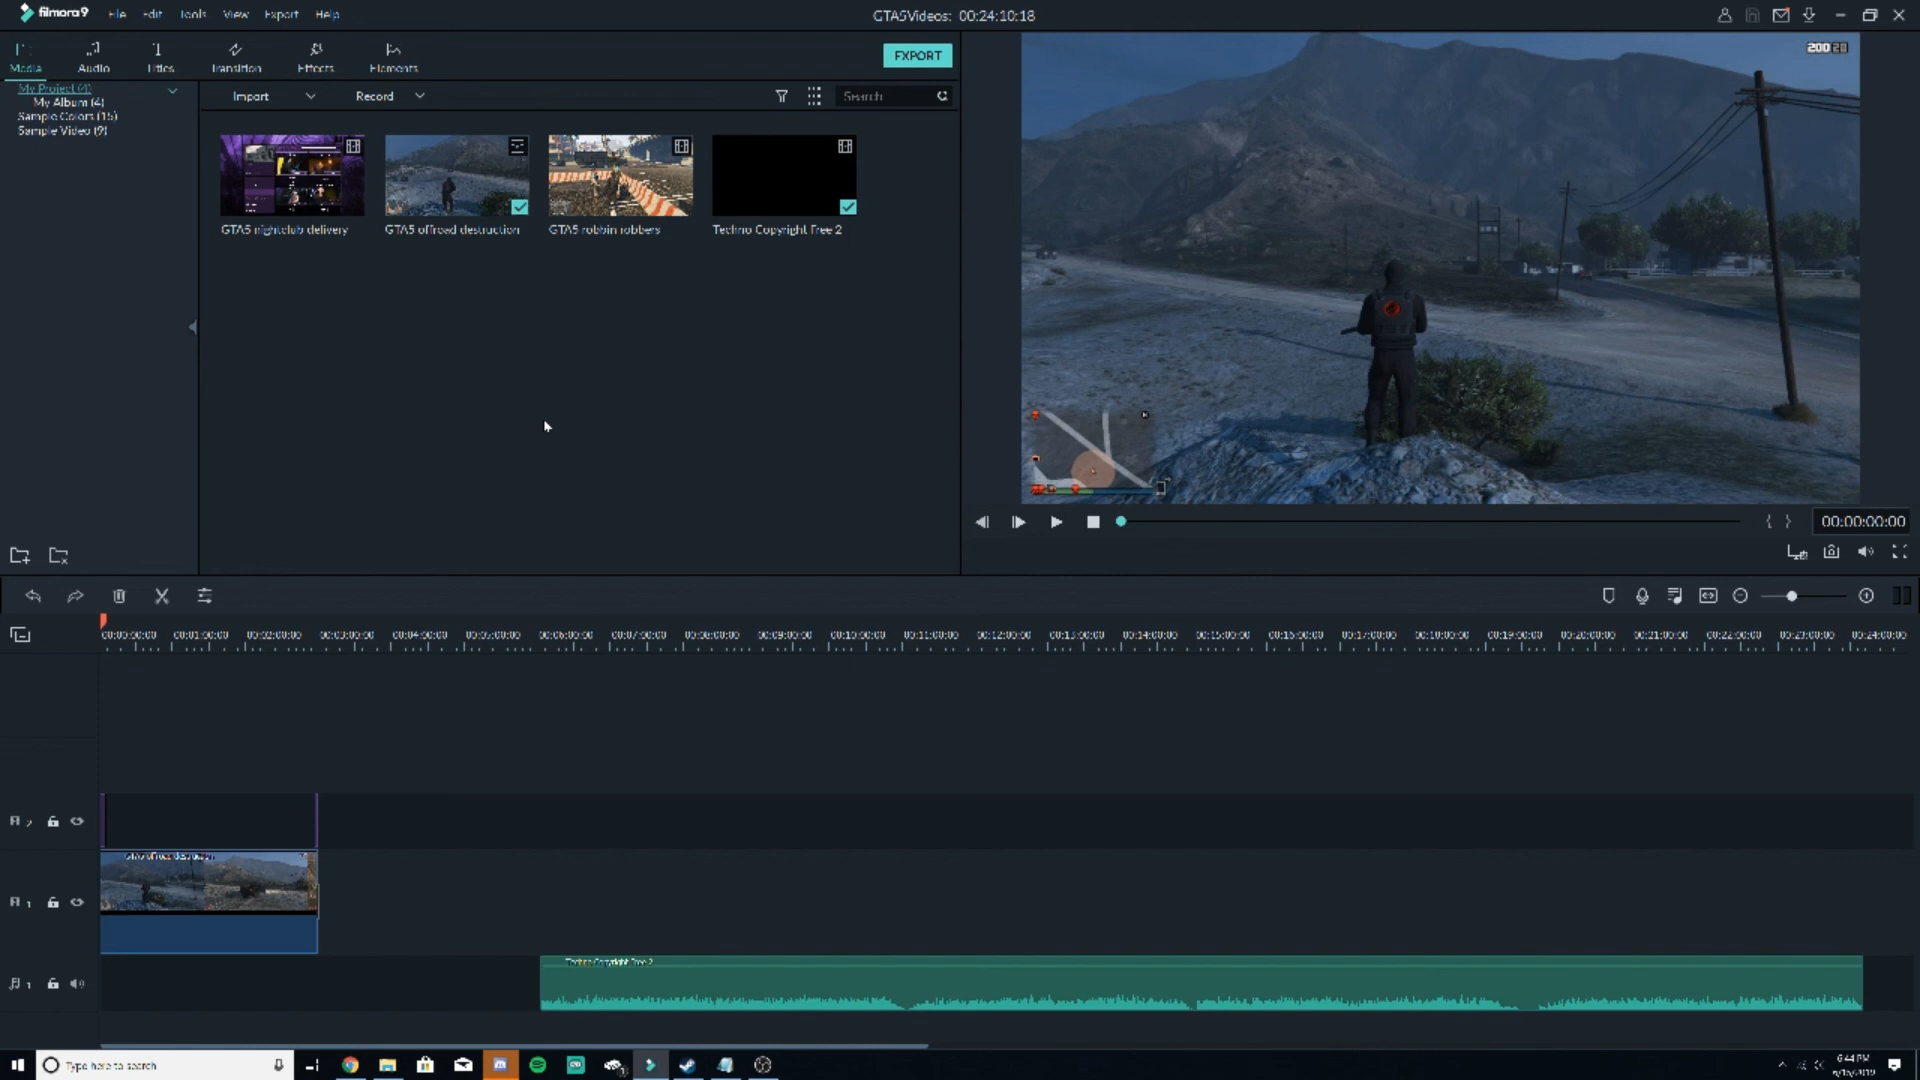 filmora9 File Edit Tools View Export Help GTA5Videos: 00:24:10:18
Media Audio Titles Transition Effects Elements EXPORT
My Project (4)
My Album (4)
Sample Colors (15)
Sample Video (9)
Import Record Search
GTA5 nightclub delivery GTA5 offroad destruction GTA5 robbin robbers Techno Copyright Free 2
00:00:00:00
00:00:00:00 00:01:00:00 00:02:00:00 00:03:00:00 00:04:00:00 00:05:00:00 00:06:00:00 00:07:00:00 00:08:00:00 00:09:00:00 00:10:00:00 00:11:00:00 00:12:00:00 00:13:00:00 00:14:00:00 00:15:00:00 00:16:00:00 00:17:00:00 00:18:00:00 00:19:00:00 00:20:00:00 00:21:00:00 00:22:00:00 00:23:00:00 00:24:00:00
2
GTA5 offroad destruction
1
Techno Copyright Free 2
1
Type here to search
6:44 PM